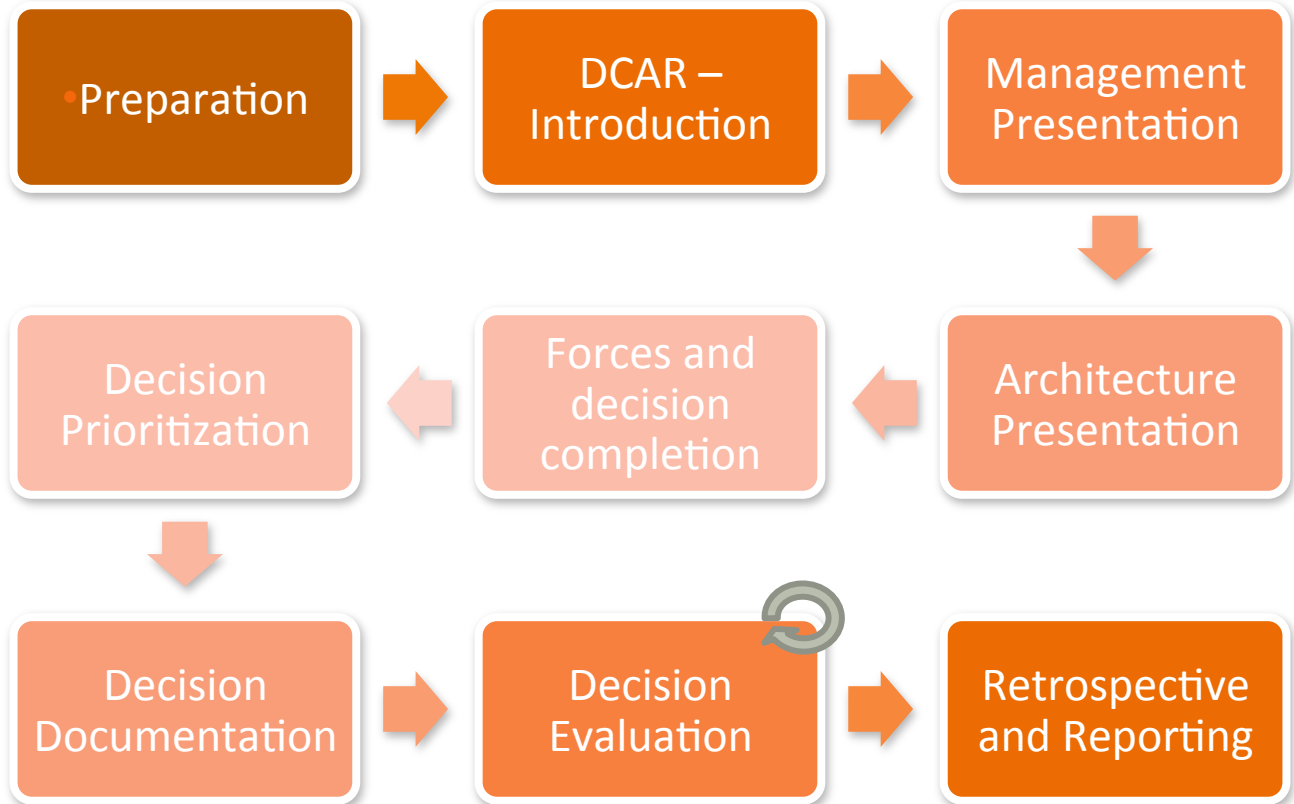 •Preparation
DCAR –
Introduction
Management
Presentation
Architecture
Presentation
Forces and
decision
completion
Decision
Prioritization
Decision
Documentation
Decision
Evaluation
Retrospective
and Reporting